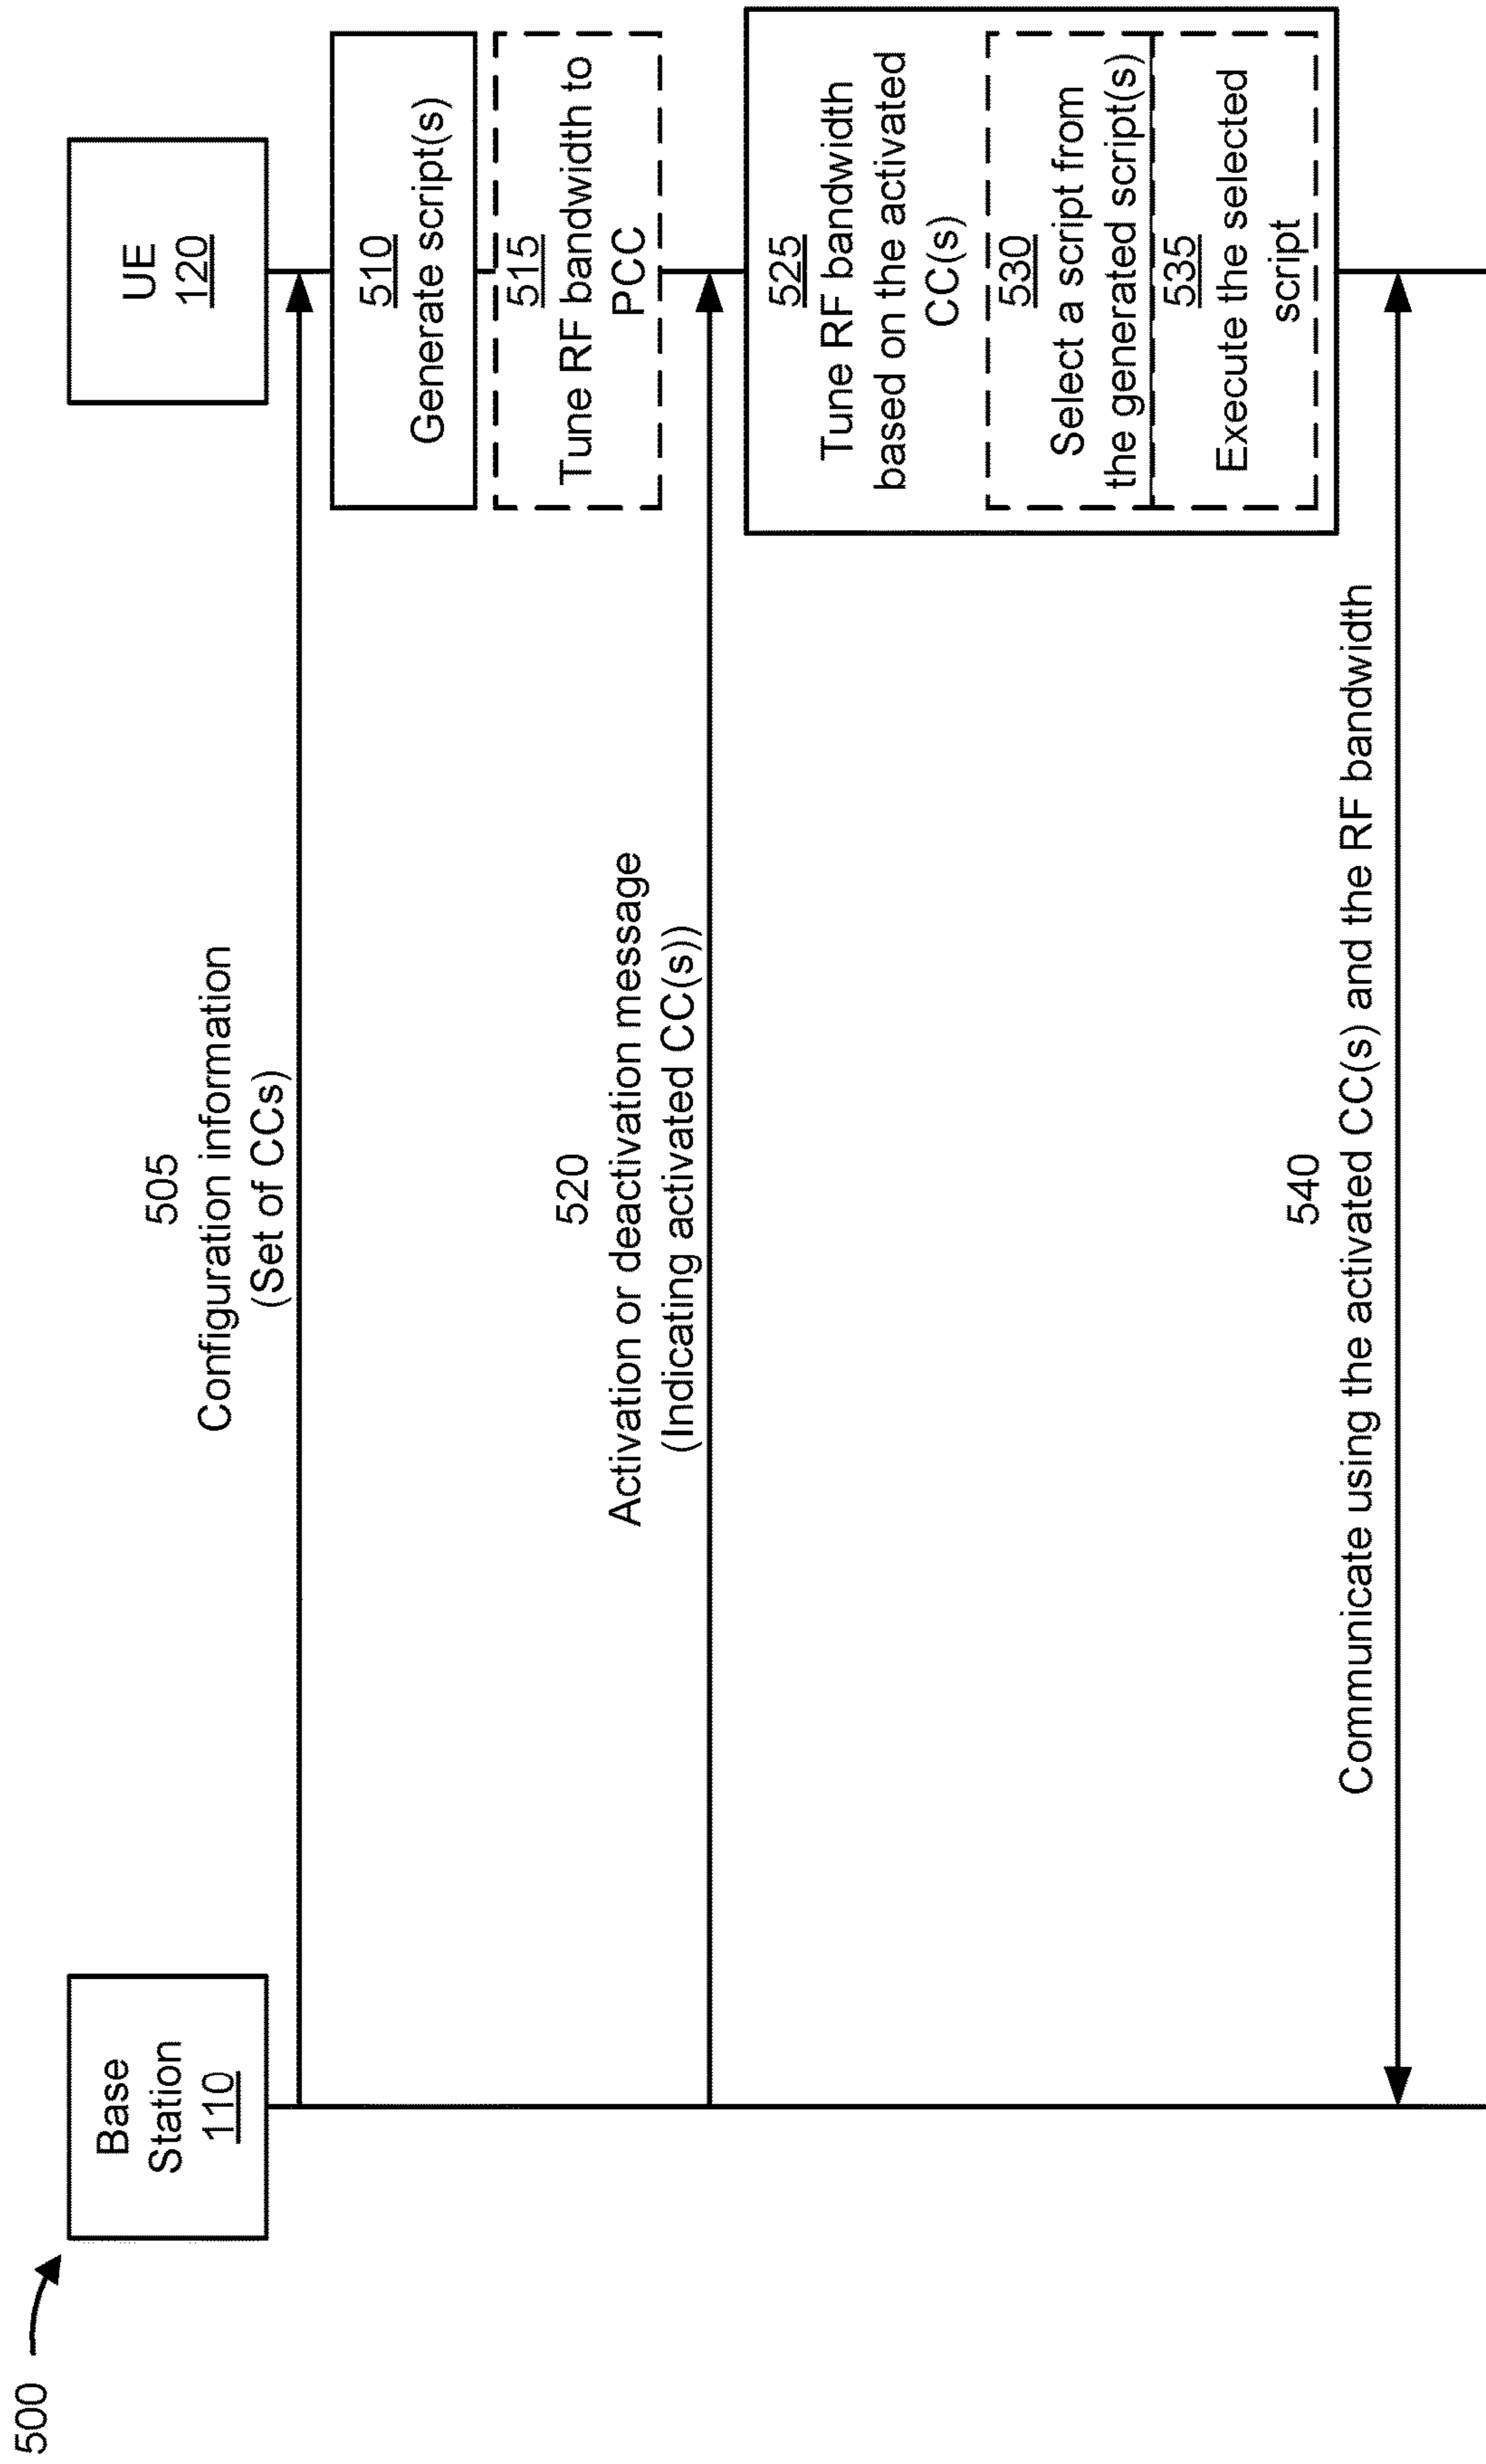 500
Base
Station
110
UE
120
505
Configuration information
(Set of CCs)
510
Generate script(s)
515
Tune RF bandwidth to
PCC
520
Activation or deactivation message
(Indicating activated CC(s))
525
Tune RF bandwidth
based on the activated
CC(s)
530
Select a script from
the generated script(s)
535
Execute the selected
script
540
Communicate using the activated CC(s) and the RF bandwidth